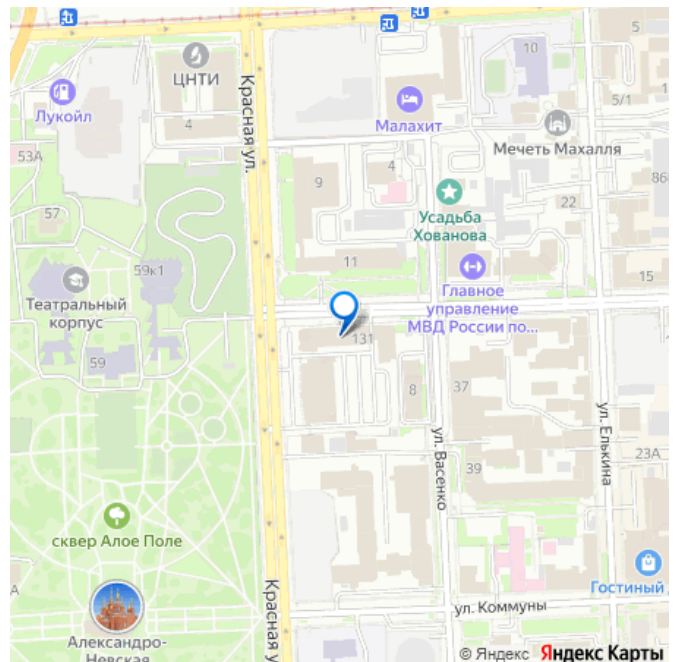 ЦНТИ
Лукойл
4
Красная ул.
53А
57
59к1
Театральный
корпус
59
сквер Алое Поле
А
Александро-
Невская
10
5
5/1
Малахит
Мечеть Махалля
86
9
4
22
Усадьба
Хованова
11
15
Главное
управление
МВД России по...
131
8
37
ул. Васенко
39
ул. Елькина
23А
Гостиный
ул. Коммуны
Красная у
© Яндекс Яндекс Карты